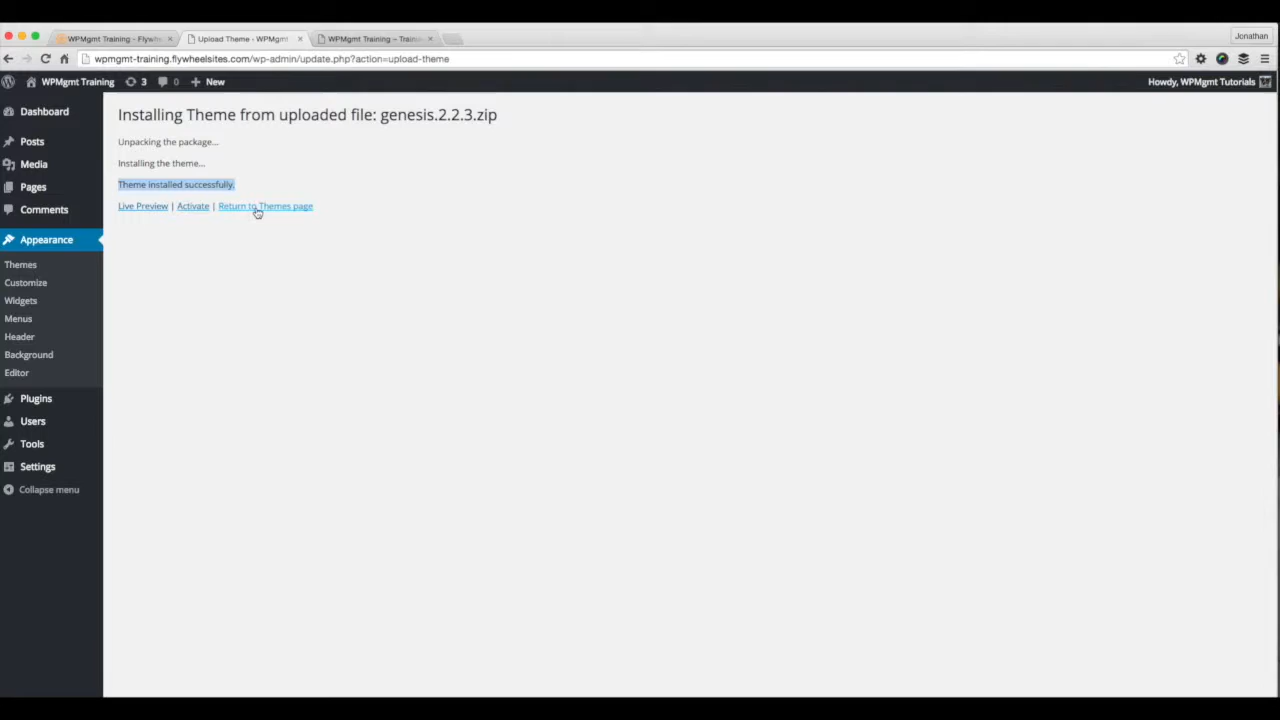 WPMgmt Training - Flywhe
Upload Theme - WPMgmt
WPMgmt Training – Train
Jonathan
wpmgmt-training.flywheelsites.com/wp-admin/update.php?action=upload-theme
WPMgmt Training 3 0 New
Howdy, WPMgmt Tutorials
Dashboard
Posts
Media
Pages
Comments
Appearance
Themes
Customize
Widgets
Menus
Header
Background
Editor
Plugins
Users
Tools
Settings
Collapse menu
Installing Theme from uploaded file: genesis.2.2.3.zip
Unpacking the package...
Installing the theme...
Theme installed successfully.
Live Preview | Activate | Return to Themes page